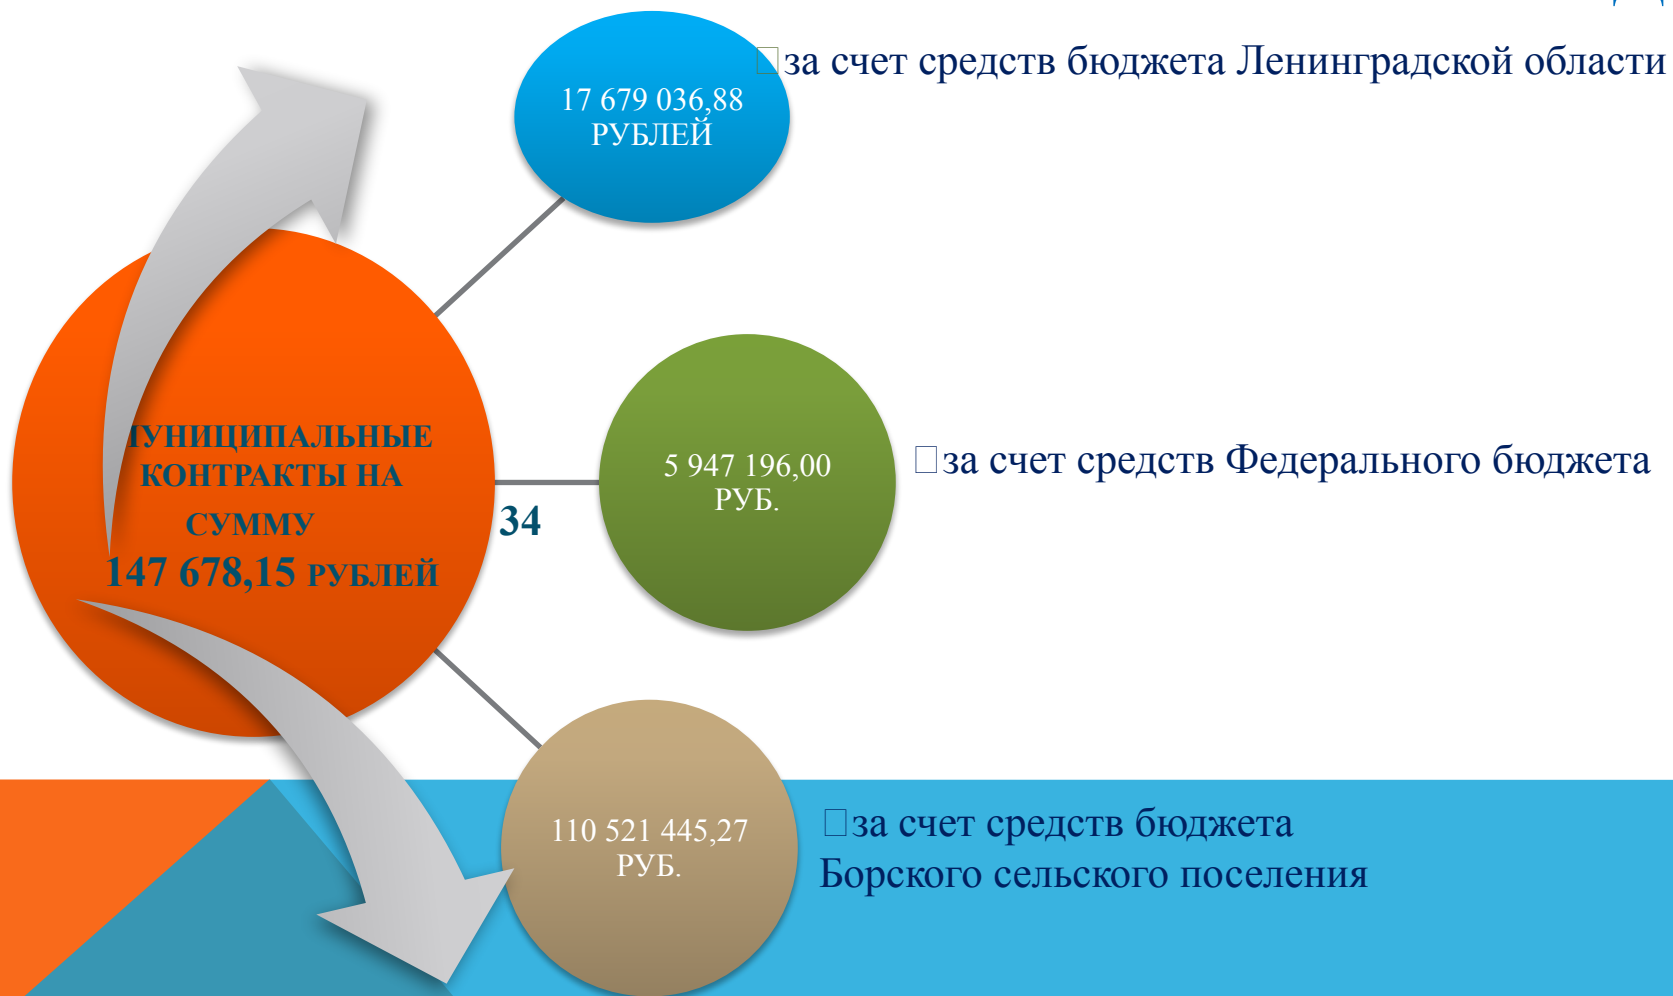 за счет средств бюджета Ленинградской области
17 679 036,88
РУБЛЕЙ
МУНИЦИПАЛЬНЫЕ
КОНТРАКТЫ НА
СУММУ
34
147 678,15 РУБЛЕЙ
5 947 196,00
РУБ.
за счет средств Федерального бюджета
110 521 445,27
РУБ.
за счет средств бюджета
Борского сельского поселения